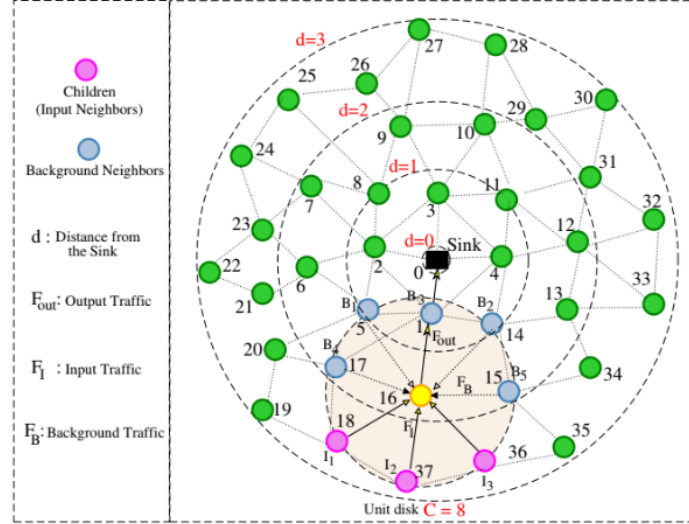 Children
(Input Neighbors)
Background Neighbors
d : Distance from
the Sink
Fout: Output Traffic
FI : Input Traffic
FB: Background Traffic
d=3
27
28
26
25
d=2
29
30
9
10
24
d=1
31
8
11
7
3
32
23
12
d=0
Sink
2
0
4
22
6
33
21
B1
B3
B2
13
5
1
14
Fout
20
B4
17
B5
34
16
FB
15
19
18
FI
35
I1
I2
37
36
I3
Unit disk C = 8